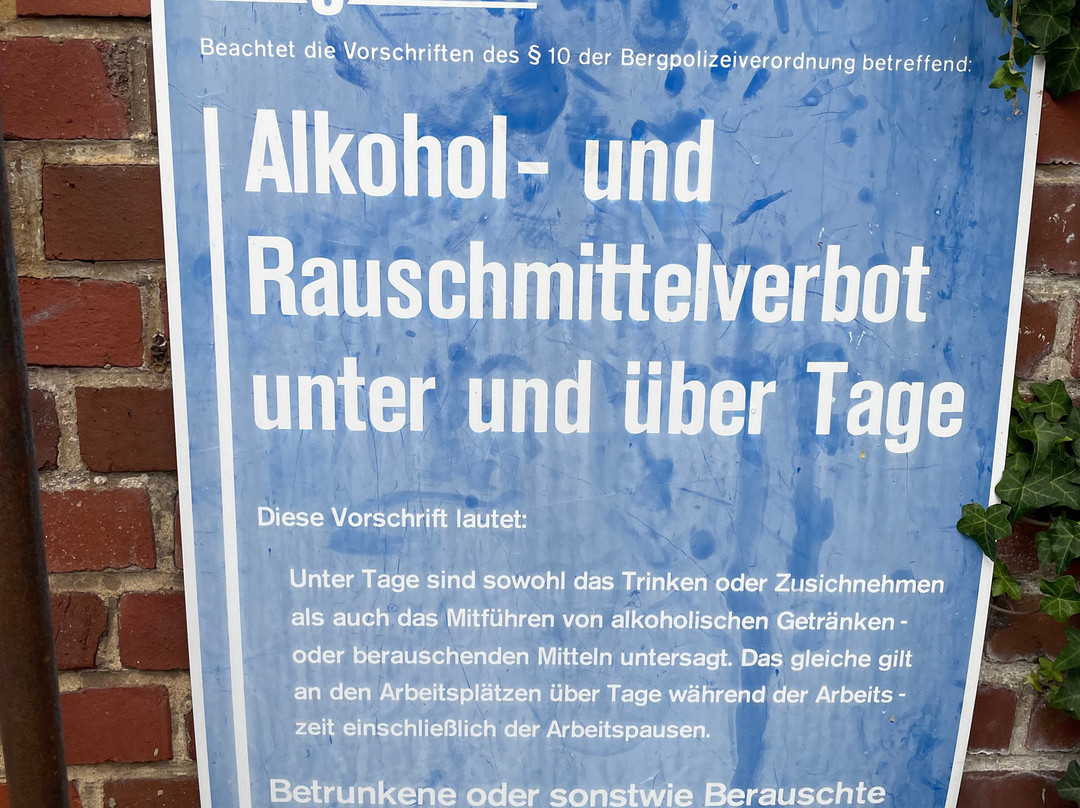 Beachtet die Vorschriften des § 10 der Bergpolizeiverordnung betreffend:
Alkohol- und
Rauschmittelverbot
unter und über Tage
Diese Vorschrift lautet:
Unter Tage sind sowohl das Trinken oder Zusichnehmen
als auch das Mitführen von alkoholischen Getränken-
oder berauschenden Mitteln untersagt. Das gleiche gilt
an den Arbeitsplätzen über Tage während der Arbeits-
zeit einschließlich der Arbeitspausen.
Betrunkene oder sonstwie Berauschte